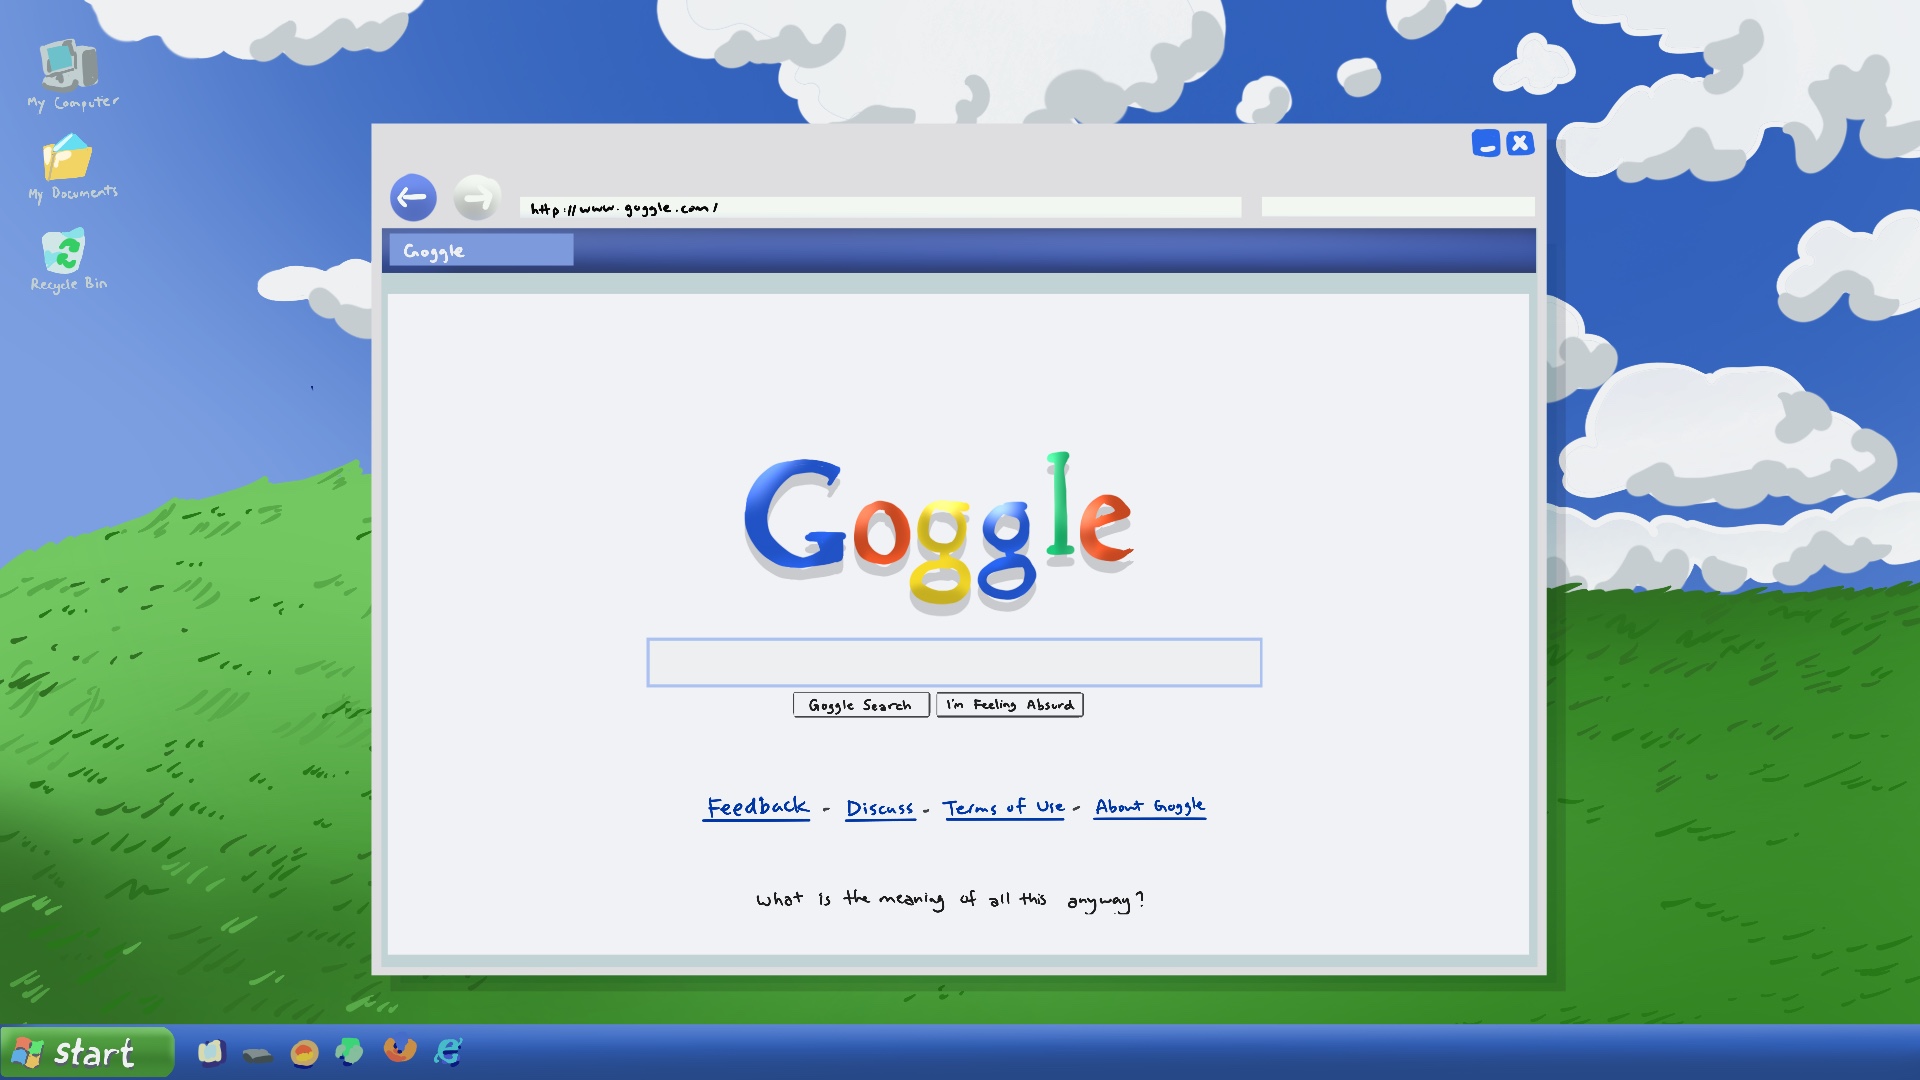 My Computer
My Documents
Recycle Bin
http://www.goggle.com/
Goggle
Goggle
Goggle Search
I'm Feeling Absurd
Feedback - Discuss - Terms of Use - About Goggle
What is the meaning of all this anyway?
start